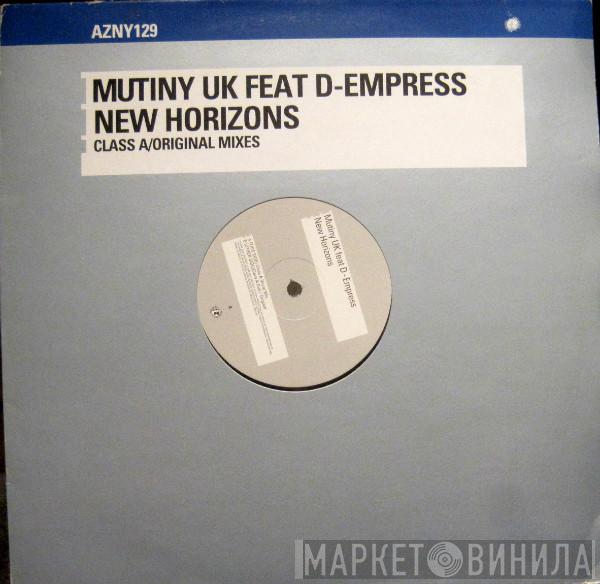 AZNY129
MUTINY UK FEAT D-EMPRESS
NEW HORIZONS
CLASS A/ORIGINAL MIXES
Mutiny UK feat D-Empress
New Horizons
A
МАРКЕТ ВИНИЛА